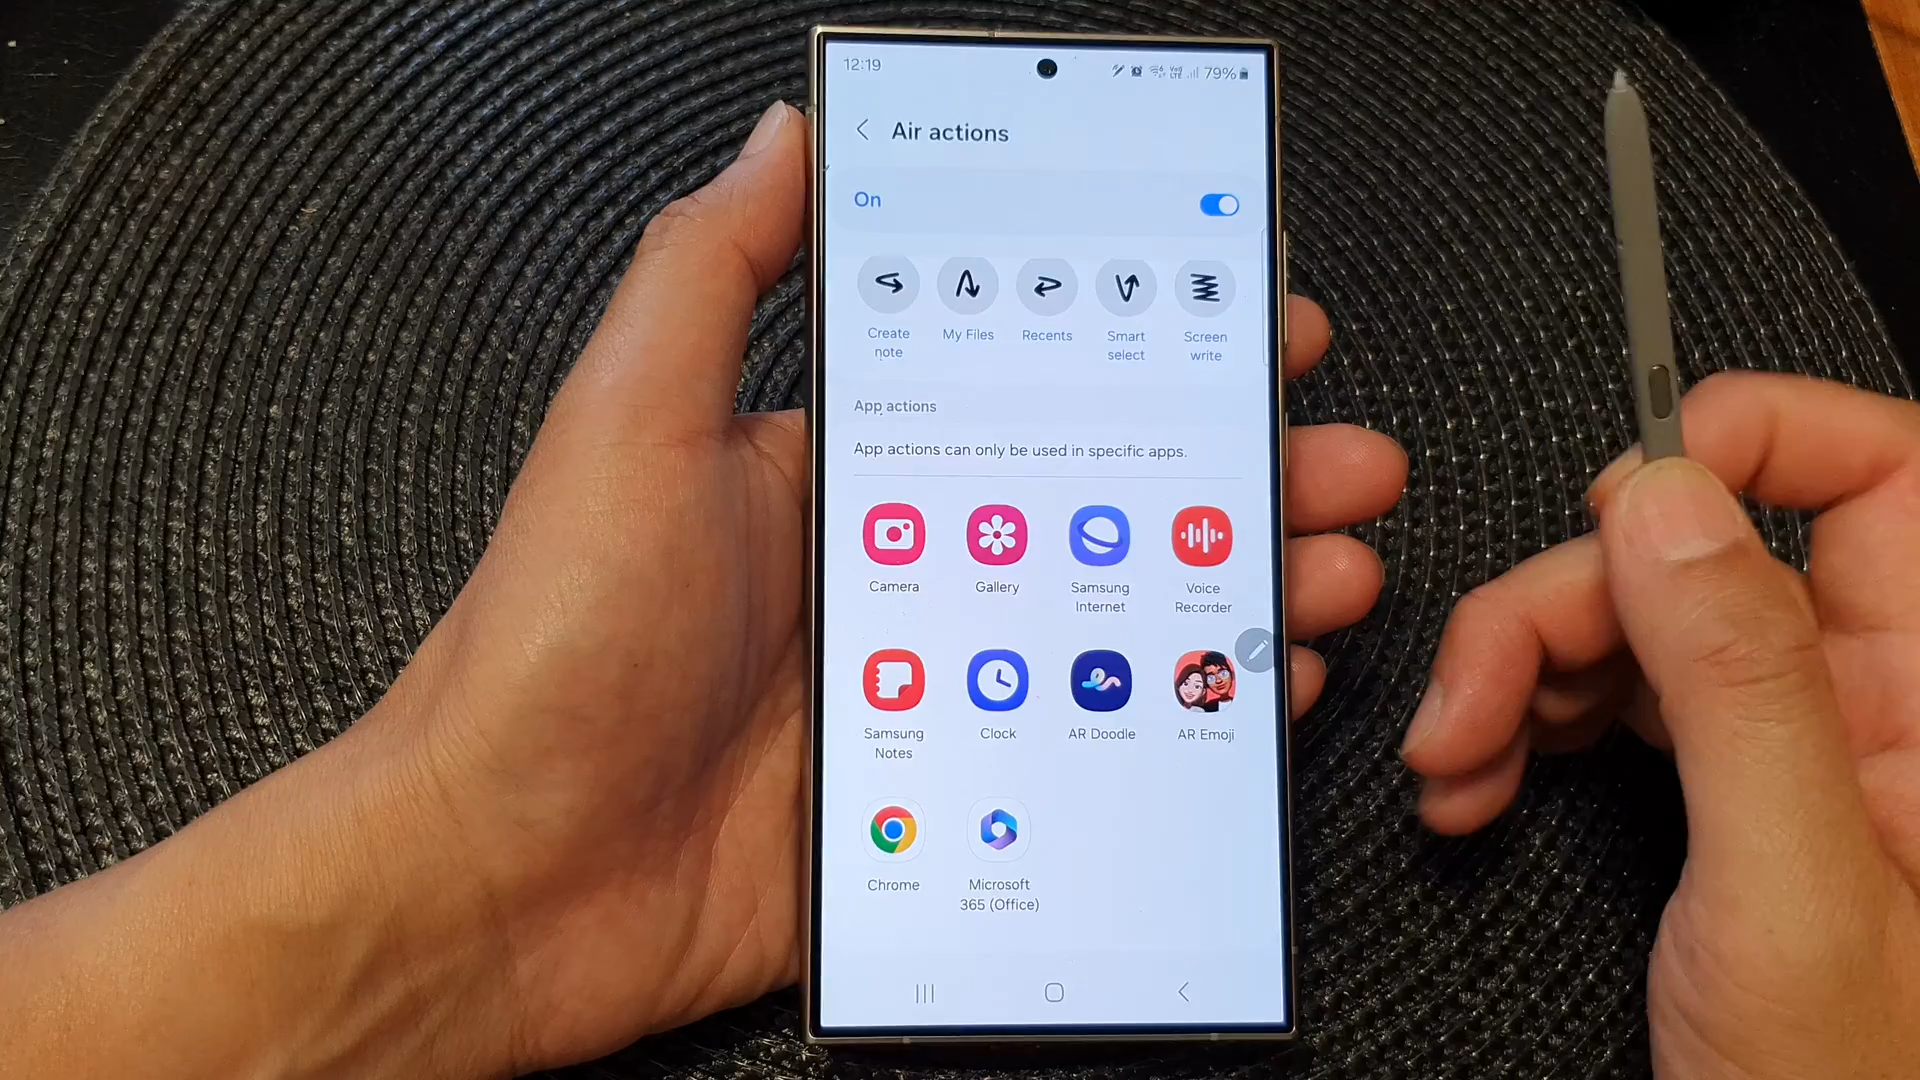 12:19
79%
Air actions
On
Create note
My Files
Recents
Smart select
Screen write
App actions
App actions can only be used in specific apps.
Camera
Gallery
Samsung Internet
Voice Recorder
Samsung Notes
Clock
AR Doodle
AR Emoji
Chrome
Microsoft 365 (Office)